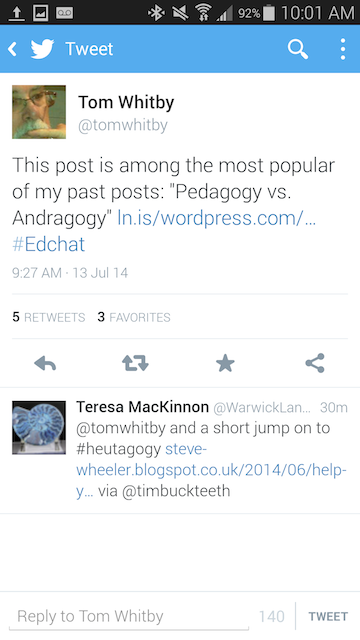 92% 10:01 AM
Tweet
Tom Whitby
@tomwhitby
This post is among the most popular
of my past posts: "Pedagogy vs.
Andragogy" ln.is/wordpress.com/…
#Edchat
9:27 AM · 13 Jul 14
5 RETWEETS 3 FAVORITES
Teresa MacKinnon @WarwickLan... 30m
@tomwhitby and a short jump on to
#heutagogy steve-
wheeler.blogspot.co.uk/2014/06/help-
y… via @timbuckteeth
Reply to Tom Whitby 140 TWEET